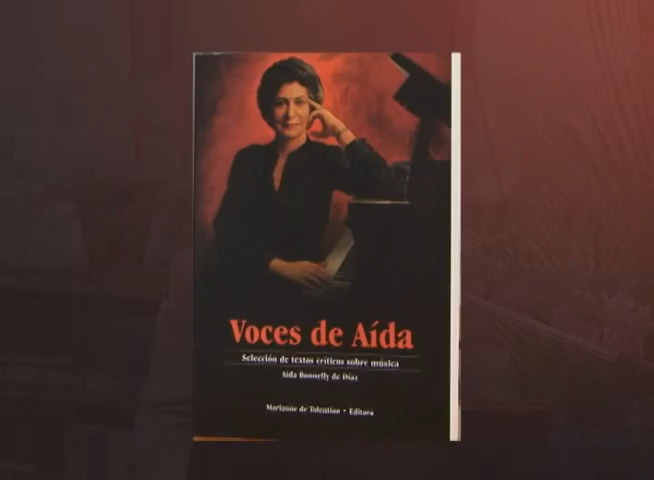 Voces de Aída
Selección de textos críticos sobre música
Aída Bonnelly de Díaz
Marianne de Tolentino • Editora